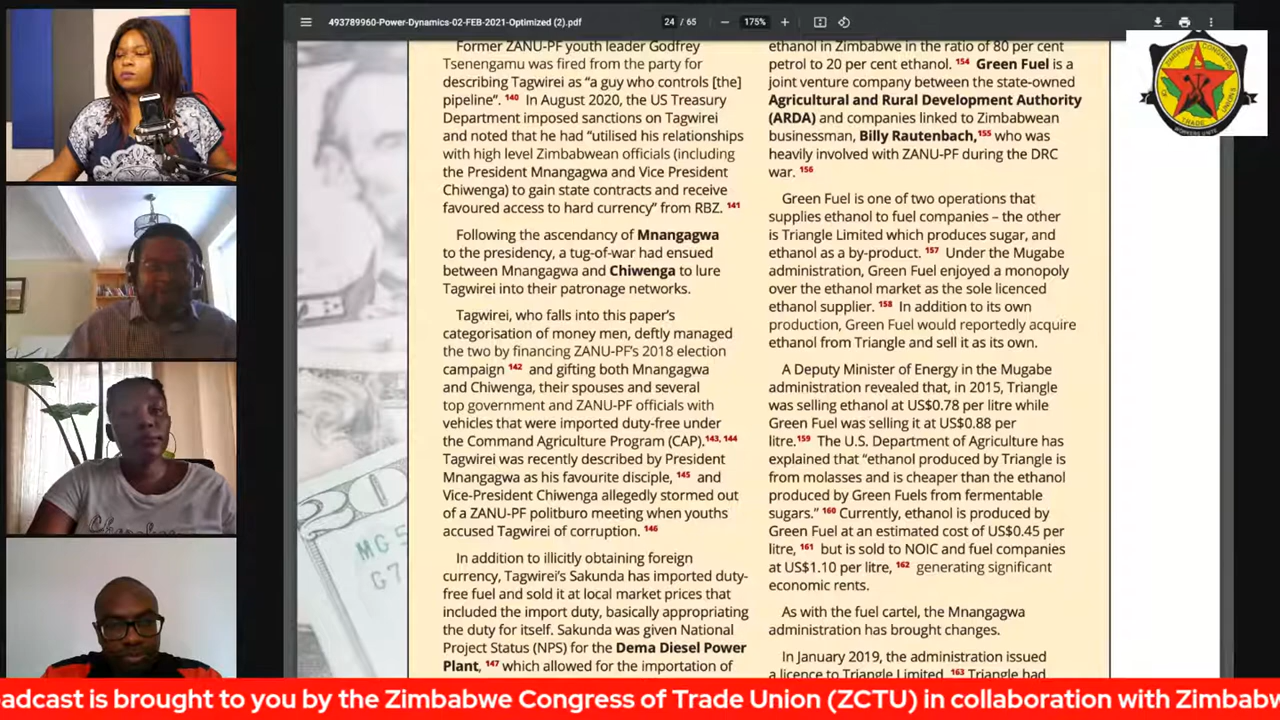 493789960-Power-Dynamics-02-FEB-2021-Optimized (2).pdf
24 / 65
175%
Former ZANU-PF youth leader Godfrey
Tsenengamu was fired from the party for
describing Tagwirei as “a guy who controls [the]
pipeline”. 140 In August 2020, the US Treasury
Department imposed sanctions on Tagwirei
and noted that he had “utilised his relationships
with high level Zimbabwean officials (including
the President Mnangagwa and Vice President
Chiwenga) to gain state contracts and receive
favoured access to hard currency” from RBZ. 141
Following the ascendancy of Mnangagwa
to the presidency, a tug-of-war had ensued
between Mnangagwa and Chiwenga to lure
Tagwirei into their patronage networks.
Tagwirei, who falls into this paper’s
categorisation of money men, deftly managed
the two by financing ZANU-PF’s 2018 election
campaign 142 and gifting both Mnangagwa
and Chiwenga, their spouses and several
top government and ZANU-PF officials with
vehicles that were imported duty-free under
the Command Agriculture Program (CAP).143, 144
Tagwirei was recently described by President
Mnangagwa as his favourite disciple, 145 and
Vice-President Chiwenga allegedly stormed out
of a ZANU-PF politburo meeting when youths
accused Tagwirei of corruption. 146
In addition to illicitly obtaining foreign
currency, Tagwirei’s Sakunda has imported duty-
free fuel and sold it at local market prices that
included the import duty, basically appropriating
the duty for itself. Sakunda was given National
Project Status (NPS) for the Dema Diesel Power
Plant, 147 which allowed for the importation of
ethanol in Zimbabwe in the ratio of 80 per cent
petrol to 20 per cent ethanol. 154 Green Fuel is a
joint venture company between the state-owned
Agricultural and Rural Development Authority
(ARDA) and companies linked to Zimbabwean
businessman, Billy Rautenbach,155 who was
heavily involved with ZANU-PF during the DRC
war. 156
Green Fuel is one of two operations that
supplies ethanol to fuel companies – the other
is Triangle Limited which produces sugar, and
ethanol as a by-product. 157 Under the Mugabe
administration, Green Fuel enjoyed a monopoly
over the ethanol market as the sole licenced
ethanol supplier. 158 In addition to its own
production, Green Fuel would reportedly acquire
ethanol from Triangle and sell it as its own.
A Deputy Minister of Energy in the Mugabe
administration revealed that, in 2015, Triangle
was selling ethanol at US$0.78 per litre while
Green Fuel was selling it at US$0.88 per
litre.159 The U.S. Department of Agriculture has
explained that “ethanol produced by Triangle is
from molasses and is cheaper than the ethanol
produced by Green Fuels from fermentable
sugars.” 160 Currently, ethanol is produced by
Green Fuel at an estimated cost of US$0.45 per
litre, 161 but is sold to NOIC and fuel companies
at US$1.10 per litre, 162 generating significant
economic rents.
As with the fuel cartel, the Mnangagwa
administration has brought changes.
In January 2019, the administration issued
a licence to Triangle Limited. 163 Triangle had
ZIMBABWE CONGRESS
OF
TRADE
UNIONS
WORKERS UNITE
20
MG 5
G7
oadcast is brought to you by the Zimbabwe Congress of Trade Union (ZCTU) in collaboration with Zimbabw